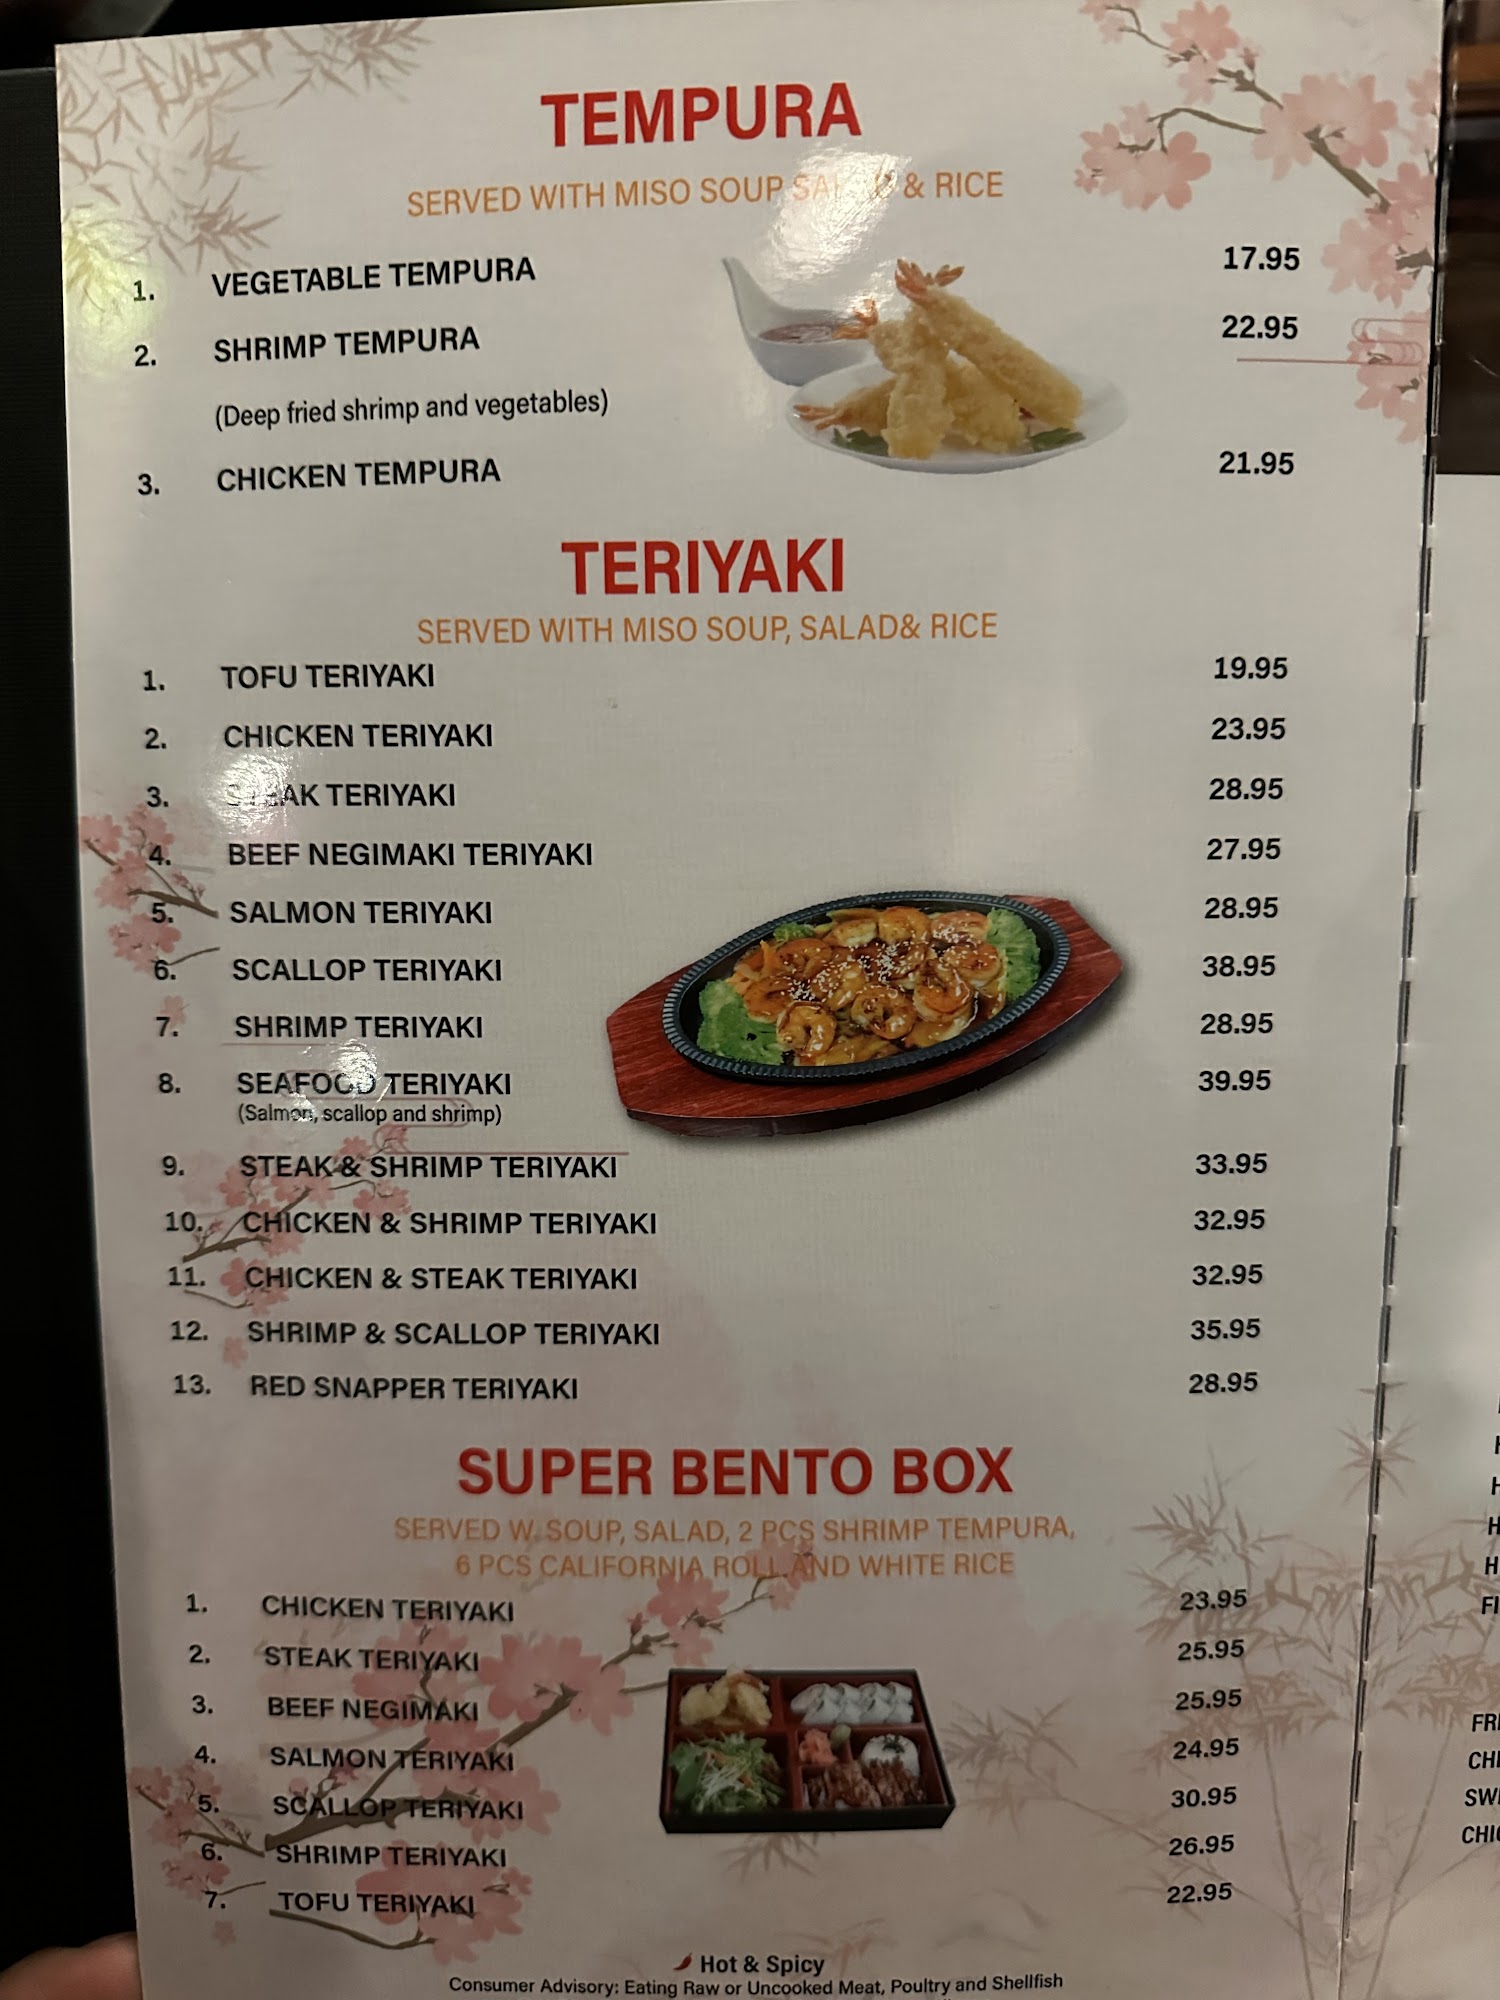 TEMPURA
SERVED WITH MISO SOUP & RICE
1. VEGETABLE TEMPURA 17.95
2. SHRIMP TEMPURA 22.95
(Deep fried shrimp and vegetables)
3. CHICKEN TEMPURA 21.95
TERIYAKI
SERVED WITH MISO SOUP, SALAD& RICE
1. TOFU TERIYAKI 19.95
2. CHICKEN TERIYAKI 23.95
3. STEAK TERIYAKI 28.95
4. BEEF NEGIMAKI TERIYAKI 27.95
5. SALMON TERIYAKI 28.95
6. SCALLOP TERIYAKI 38.95
7. SHRIMP TERIYAKI 28.95
8. SEAFOOD TERIYAKI 39.95
(Salmon, scallop and shrimp)
9. STEAK & SHRIMP TERIYAKI 33.95
10. CHICKEN & SHRIMP TERIYAKI 32.95
11. CHICKEN & STEAK TERIYAKI 32.95
12. SHRIMP & SCALLOP TERIYAKI 35.95
13. RED SNAPPER TERIYAKI 28.95
SUPER BENTO BOX
SERVED W. SOUP, SALAD, 2 PCS SHRIMP TEMPURA,
6 PCS CALIFORNIA ROLL AND WHITE RICE
1. CHICKEN TERIYAKI 23.95
2. STEAK TERIYAKI 25.95
3. BEEF NEGIMAKI 25.95
4. SALMON TERIYAKI 24.95
5. SCALLOP TERIYAKI 30.95
6. SHRIMP TERIYAKI 26.95
7. TOFU TERIYAKI 22.95
Hot & Spicy
Consumer Advisory: Eating Raw or Uncooked Meat, Poultry and Shellfish